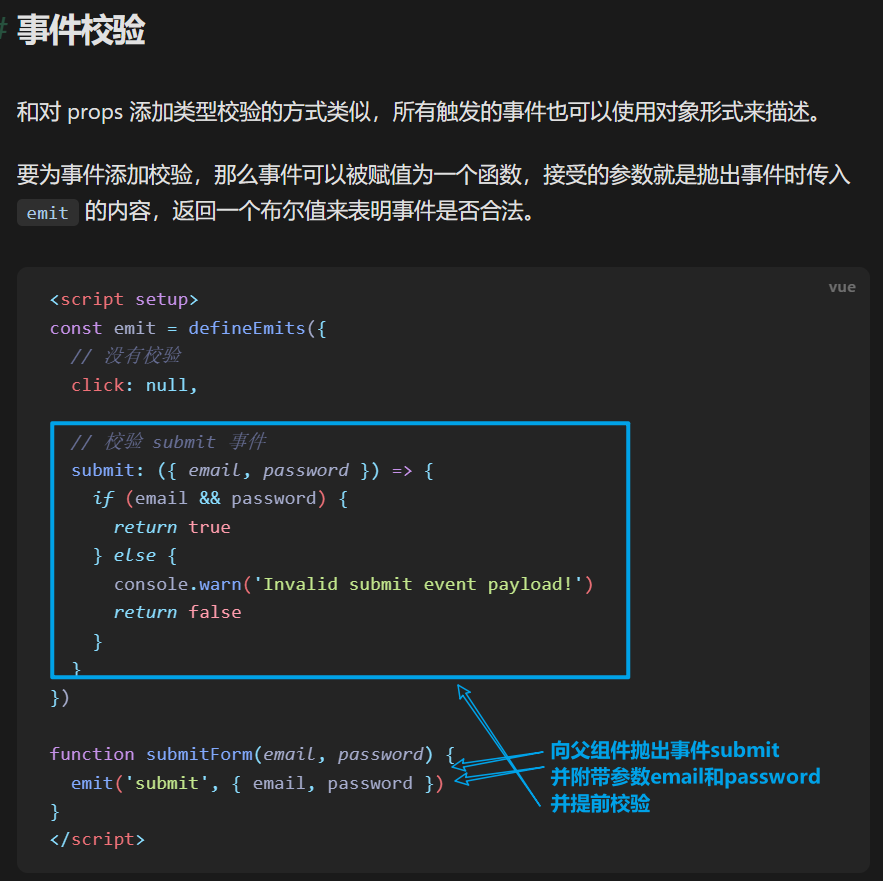 # 事件校验
和对 props 添加类型校验的方式类似，所有触发的事件也可以使用对象形式来描述。
要为事件添加校验，那么事件可以被赋值为一个函数，接受的参数就是抛出事件时传入
emit 的内容，返回一个布尔值来表明事件是否合法。
vue
<script setup>
const emit = defineEmits({
  // 没有校验
  click: null,
  // 校验 submit 事件
  submit: ({ email, password }) => {
    if (email && password) {
      return true
    } else {
      console.warn('Invalid submit event payload!')
      return false
    }
  }
})
function submitForm(email, password) {
  emit('submit', { email, password })
}
</script>
向父组件抛出事件submit
并附带参数email和password
并提前校验